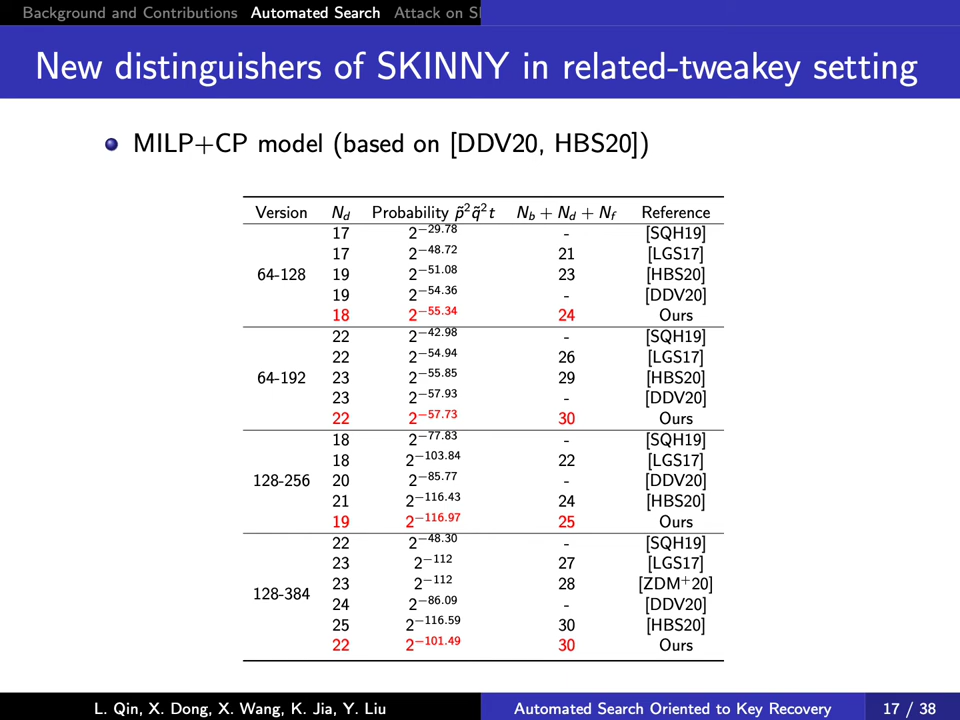 Background and Contributions Automated Search Attack on S
New distinguishers of SKINNY in related-tweakey setting
MILP+CP model (based on [DDV20, HBS20])
Version N_d Probability p̃²q̃²t N_b + N_d + N_f Reference
17 2^−29.78 - [SQH19]
17 2^−48.72 21 [LGS17]
64-128 19 2^−51.08 23 [HBS20]
19 2^−54.36 - [DDV20]
18 2^−55.34 24 Ours
22 2^−42.98 - [SQH19]
22 2^−54.94 26 [LGS17]
64-192 23 2^−55.85 29 [HBS20]
23 2^−57.93 - [DDV20]
22 2^−57.73 30 Ours
18 2^−77.83 - [SQH19]
18 2^−103.84 22 [LGS17]
128-256 20 2^−85.77 - [DDV20]
21 2^−116.43 24 [HBS20]
19 2^−116.97 25 Ours
22 2^−48.30 - [SQH19]
23 2^−112 27 [LGS17]
23 2^−112 28 [ZDM⁺20]
128-384
24 2^−86.09 - [DDV20]
25 2^−116.59 30 [HBS20]
22 2^−101.49 30 Ours
L. Qin, X. Dong, X. Wang, K. Jia, Y. Liu Automated Search Oriented to Key Recovery 17 / 38